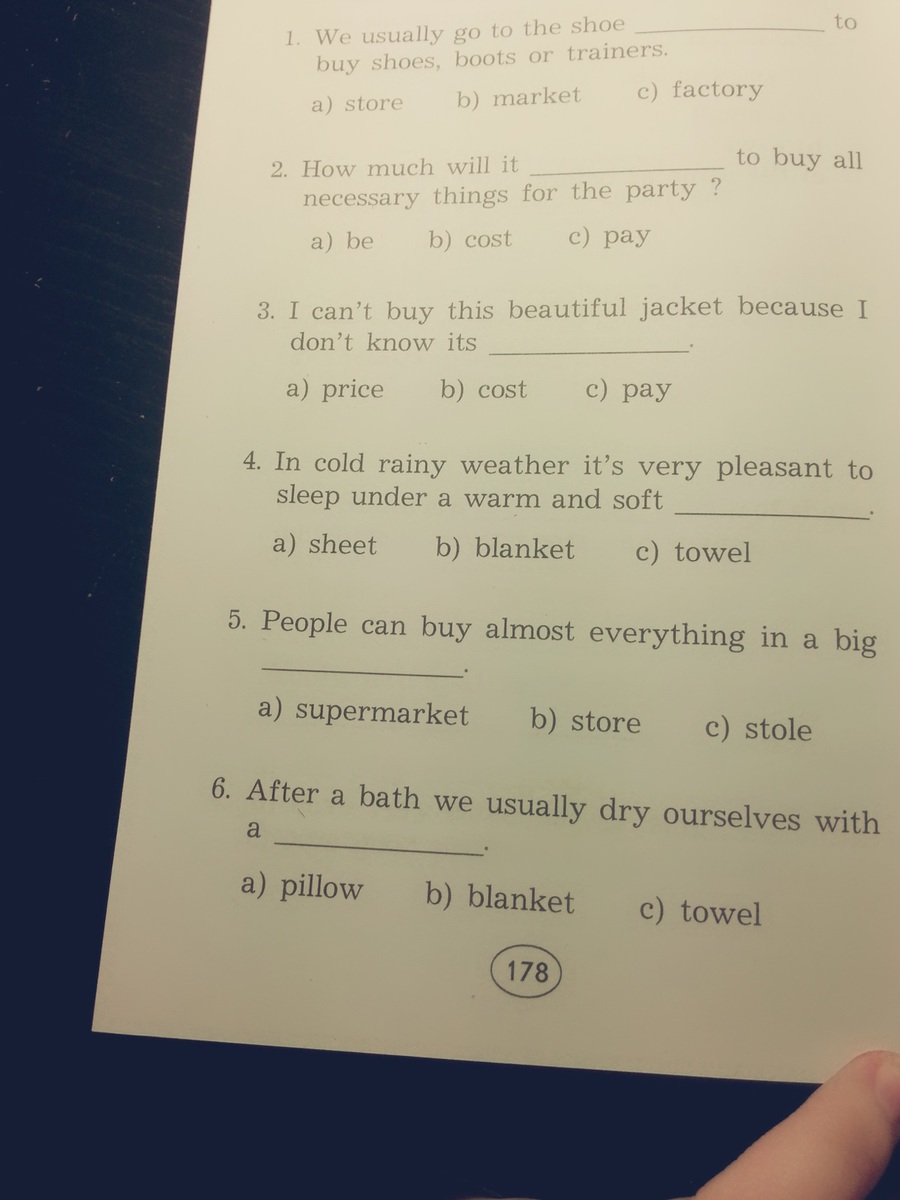 1. We usually go to the shoe ______________ to
buy shoes, boots or trainers.
a) store b) market c) factory
2. How much will it ______________ to buy all
necessary things for the party ?
a) be b) cost c) pay
3. I can't buy this beautiful jacket because I
don't know its ______________.
a) price b) cost c) pay
4. In cold rainy weather it's very pleasant to
sleep under a warm and soft ______________.
a) sheet b) blanket c) towel
5. People can buy almost everything in a big
______________.
a) supermarket b) store c) stole
6. After a bath we usually dry ourselves with
a ______________.
a) pillow b) blanket c) towel
178